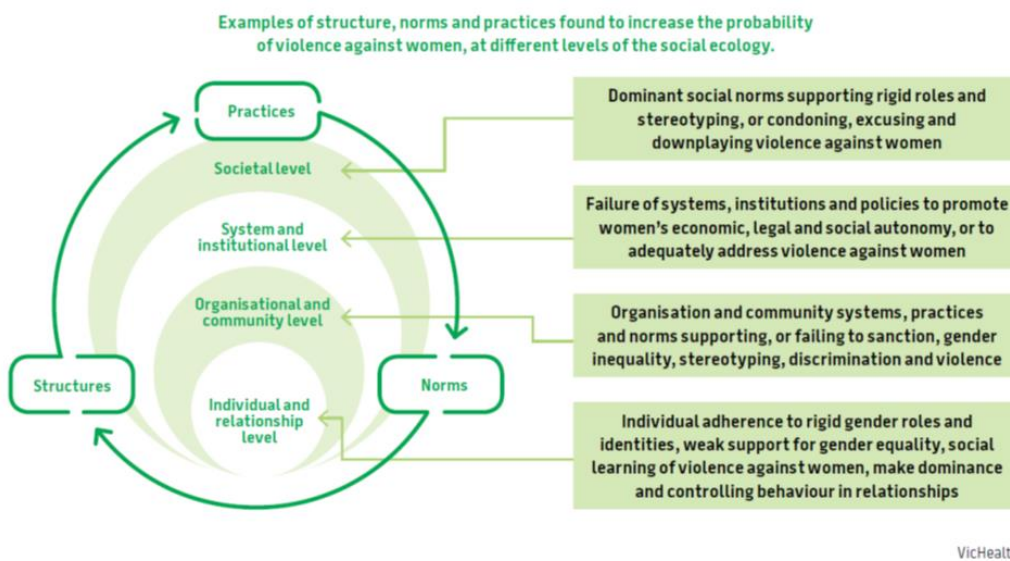 Examples of structure, norms and practices found to increase the probability
of violence against women, at different levels of the social ecology.
Practices
Societal level
System and
institutional level
Organisational and
community level
Individual and
relationship
level
Structures
Norms
Dominant social norms supporting rigid roles and
stereotyping, or condoning, excusing and
downplaying violence against women
Failure of systems, institutions and policies to promote
women's economic, legal and social autonomy, or to
adequately address violence against women
Organisation and community systems, practices
and norms supporting, or failing to sanction, gender
inequality, stereotyping, discrimination and violence
Individual adherence to rigid gender roles and
identities, weak support for gender equality, social
learning of violence against women, make dominance
and controlling behaviour in relationships
VicHealt